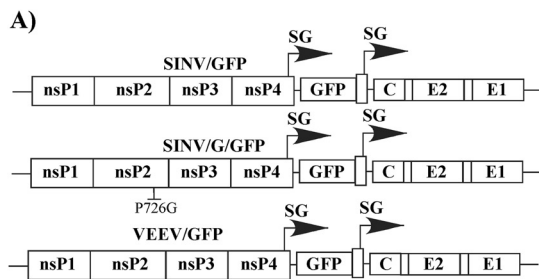 A)
SG SG
SINV/GFP
nsP1 nsP2 nsP3 nsP4 GFP C E2 E1
SG SG
SINV/G/GFP
nsP1 nsP2 nsP3 nsP4 GFP C E2 E1
P726G
SG SG
VEEV/GFP
nsP1 nsP2 nsP3 nsP4 GFP C E2 E1